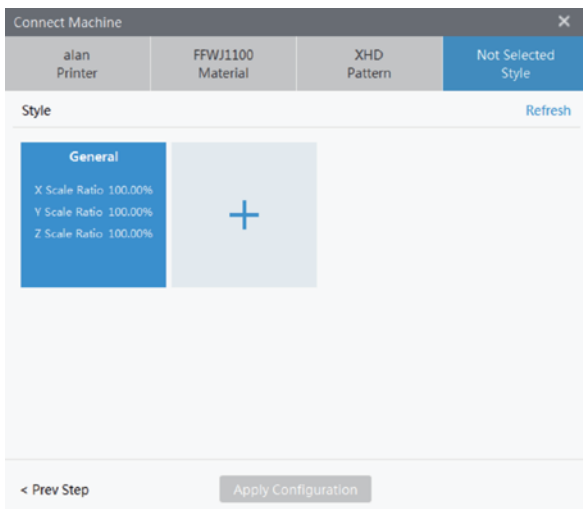 Connect Machine
alan
Printer
FFWJ1100
Material
XHD
Pattern
Not Selected
Style
Style
Refresh
General
X Scale Ratio 100.00%
Y Scale Ratio 100.00%
Z Scale Ratio 100.00%
< Prev Step
Apply Configuration